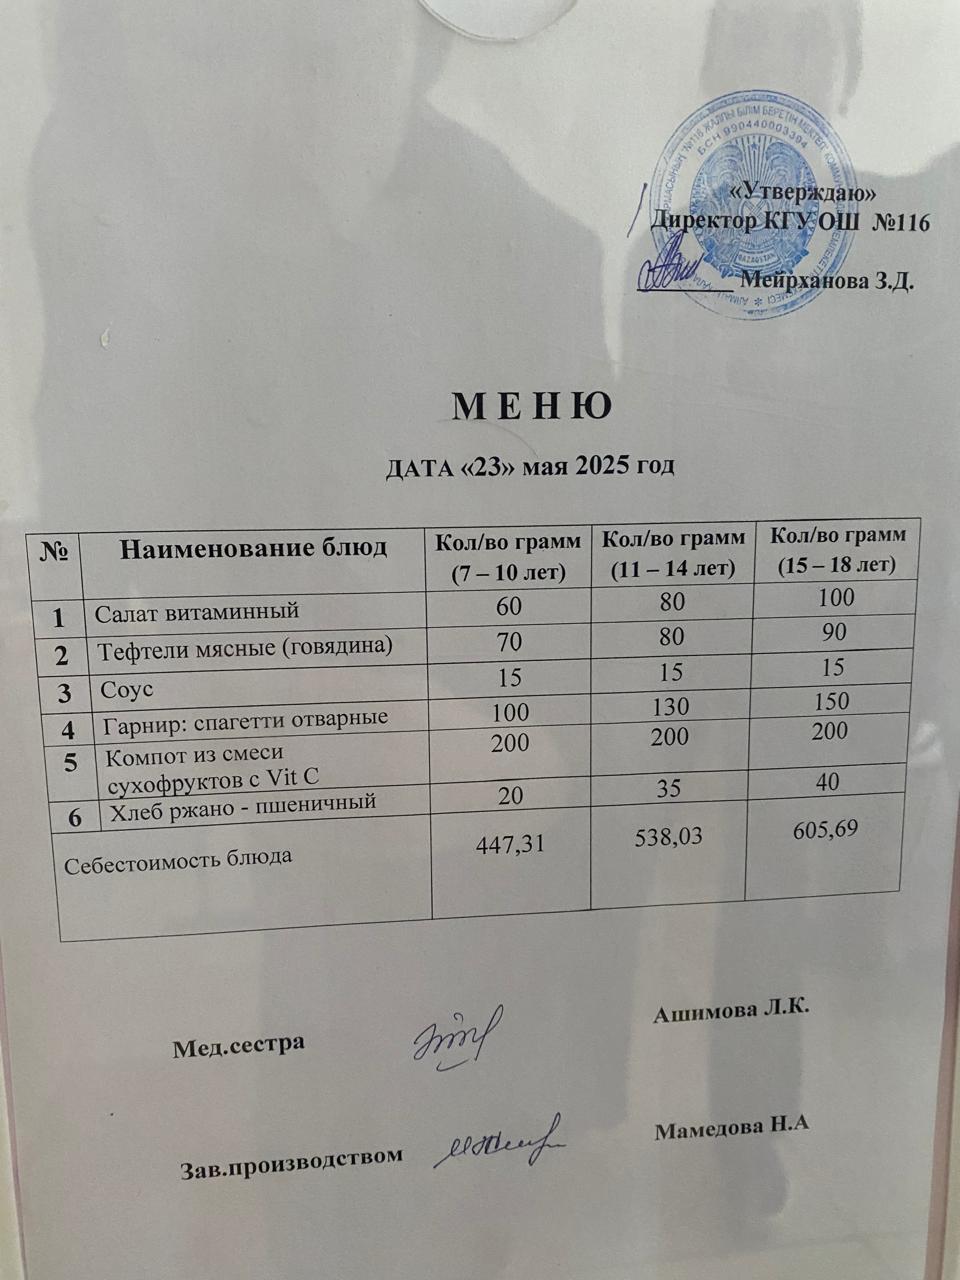 «Утверждаю»
Директор КГУ ОШ №116
Мейрханова З.Д.
БСН 990440003394
QAZAQSTAN
М Е Н Ю
ДАТА «23» мая 2025 год
№ Наименование блюд Кол/во грамм (7 – 10 лет) Кол/во грамм (11 – 14 лет) Кол/во грамм (15 – 18 лет)
1 Салат витаминный 60 80 100
2 Тефтели мясные (говядина) 70 80 90
3 Соус 15 15 15
4 Гарнир: спагетти отварные 100 130 150
5 Компот из смеси 200 200 200
сухофруктов с Vit C
6 Хлеб ржано - пшеничный 20 35 40
Себестоимость блюда 447,31 538,03 605,69
Мед.сестра Ашимова Л.К.
Зав.производством Мамедова Н.А